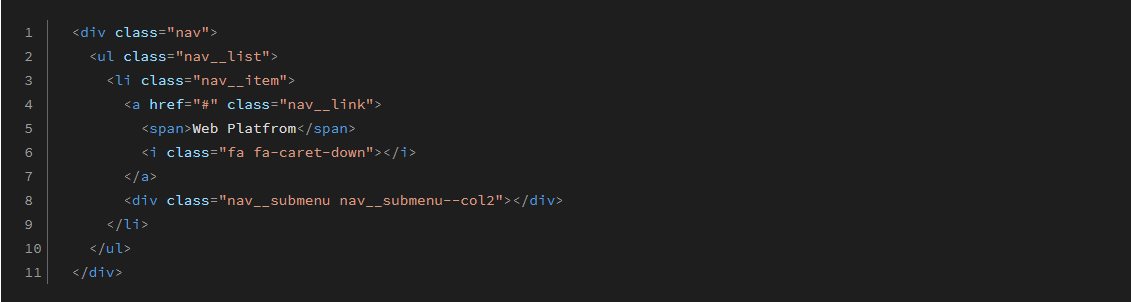 1 <div class="nav">
2 <ul class="nav__list">
3 <li class="nav__item">
4 <a href="#" class="nav__link">
5 <span>Web Platfrom</span>
6 <i class="fa fa-caret-down"></i>
7 </a>
8 <div class="nav__submenu nav__submenu--col2"></div>
9 </li>
10 </ul>
11 </div>